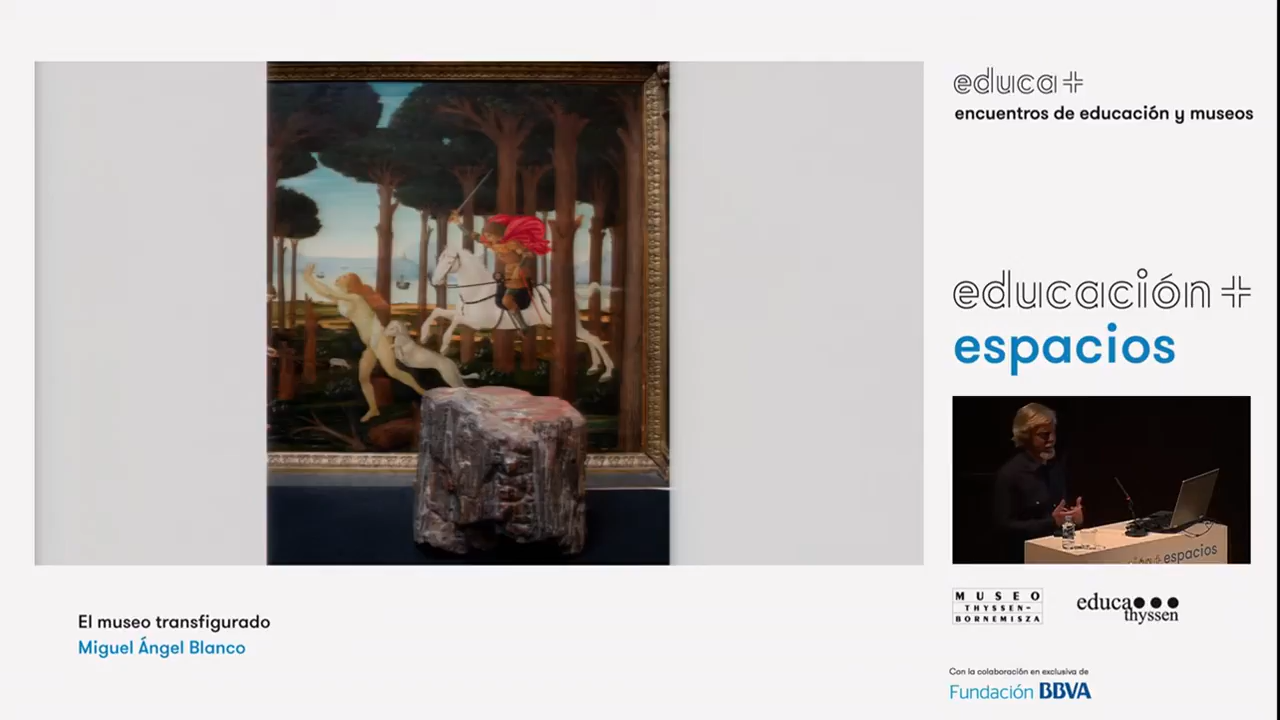 educa+
encuentros de educación y museos
educación+
espacios
espacios
MUSEO
THYSSEN-
BORNEMISZA
educa
thyssen
El museo transfigurado
Miguel Ángel Blanco
Con la colaboración en exclusiva de
Fundación BBVA